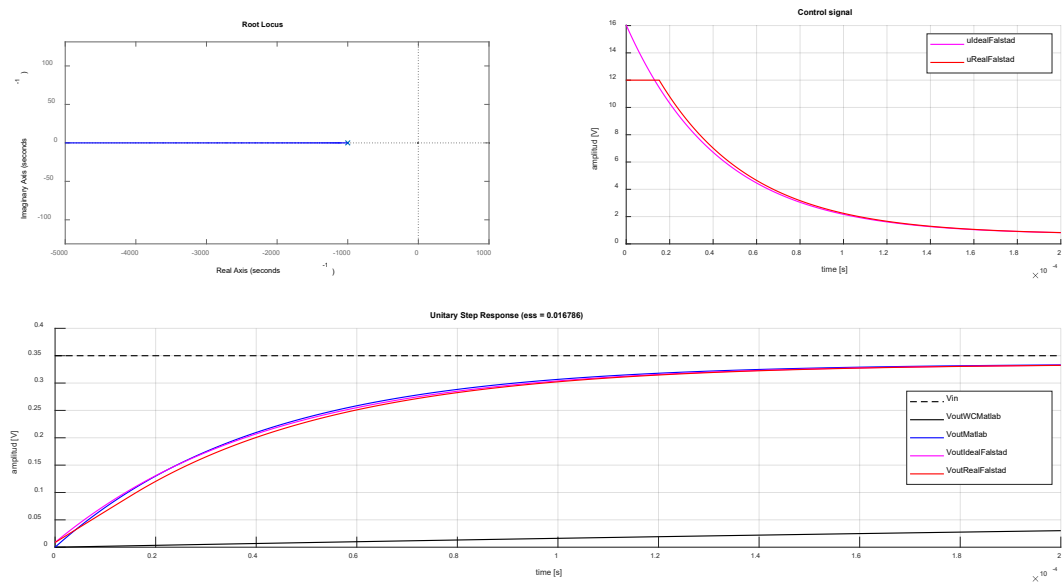 Root Locus
100
50
0
-50
-100
Imaginary Axis (seconds -1 )
-5000 -4000 -3000 -2000 -1000 0 1000
Real Axis (seconds -1 )
Control signal
16
14
12
10
8
6
4
2
0
amplitud [V]
uIdealFalstad
uRealFalstad
0 0.2 0.4 0.6 0.8 1 1.2 1.4 1.6 1.8 2
time [s]
× 10 -4
Unitary Step Response (ess = 0.016786)
0.4
0.35
0.3
0.25
0.2
0.15
0.1
0.05
0
amplitud [V]
Vin
VoutWCMatlab
VoutMatlab
VoutIdealFalstad
VoutRealFalstad
0 0.2 0.4 0.6 0.8 1 1.2 1.4 1.6 1.8 2
time [s]
× 10 -4